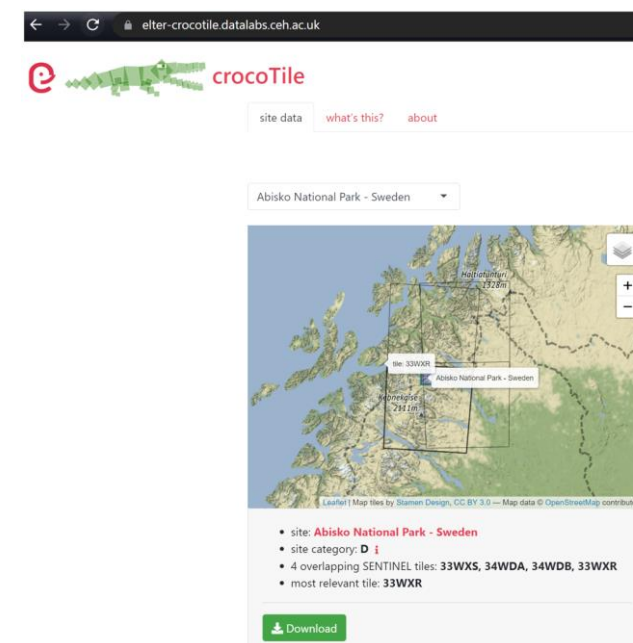 elter-crocotile.datalabs.ceh.ac.uk
e crocoTile
site data what's this? about
Abisko National Park - Sweden
Haltiatunturi
1328m
+
−
tile: 33WXR
Abisko National Park - Sweden
Kebnekaise
2111m
Leaflet | Map tiles by Stamen Design, CC BY 3.0 — Map data © OpenStreetMap contribut
• site: Abisko National Park - Sweden
• site category: D i
• 4 overlapping SENTINEL tiles: 33WXS, 34WDA, 34WDB, 33WXR
• most relevant tile: 33WXR
Download